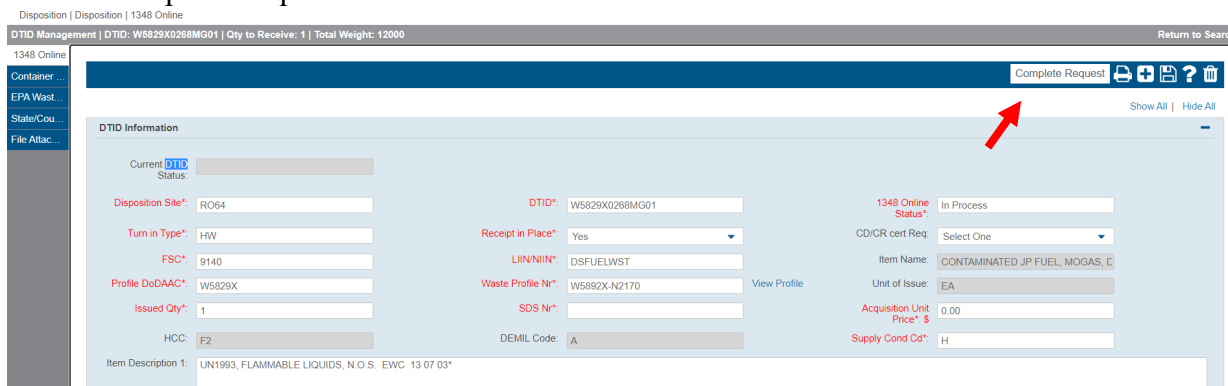 Disposition | Disposition | 1348 Online
DTID Management | DTID: W5829X0268MG01 | Qty to Receive: 1 | Total Weight: 12000 Return to Sear
1348 Online
Container ...
Complete Request
EPA Wast...
State/Cou...
Show All | Hide All
File Attac...
DTID Information
Current DTID Status:
Disposition Site*: RO64 DTID*: W5829X0268MG01 1348 Online Status*: In Process
Turn in Type*: HW Receipt in Place*: Yes CD/CR cert Req: Select One
FSC*: 9140 LIIN/NIIN*: DSFUELWST Item Name: CONTAMINATED JP FUEL, MOGAS, D
Profile DoDAAC*: W5829X Waste Profile Nr*: W5892X-N2170 View Profile Unit of Issue: EA
Issued Qty*: 1 SDS Nr*: Acquisition Unit Price*: $ 0.00
HCC: F2 DEMIL Code: A Supply Cond Cd*: H
Item Description 1: UN1993, FLAMMABLE LIQUIDS, N.O.S. EWC 13 07 03*